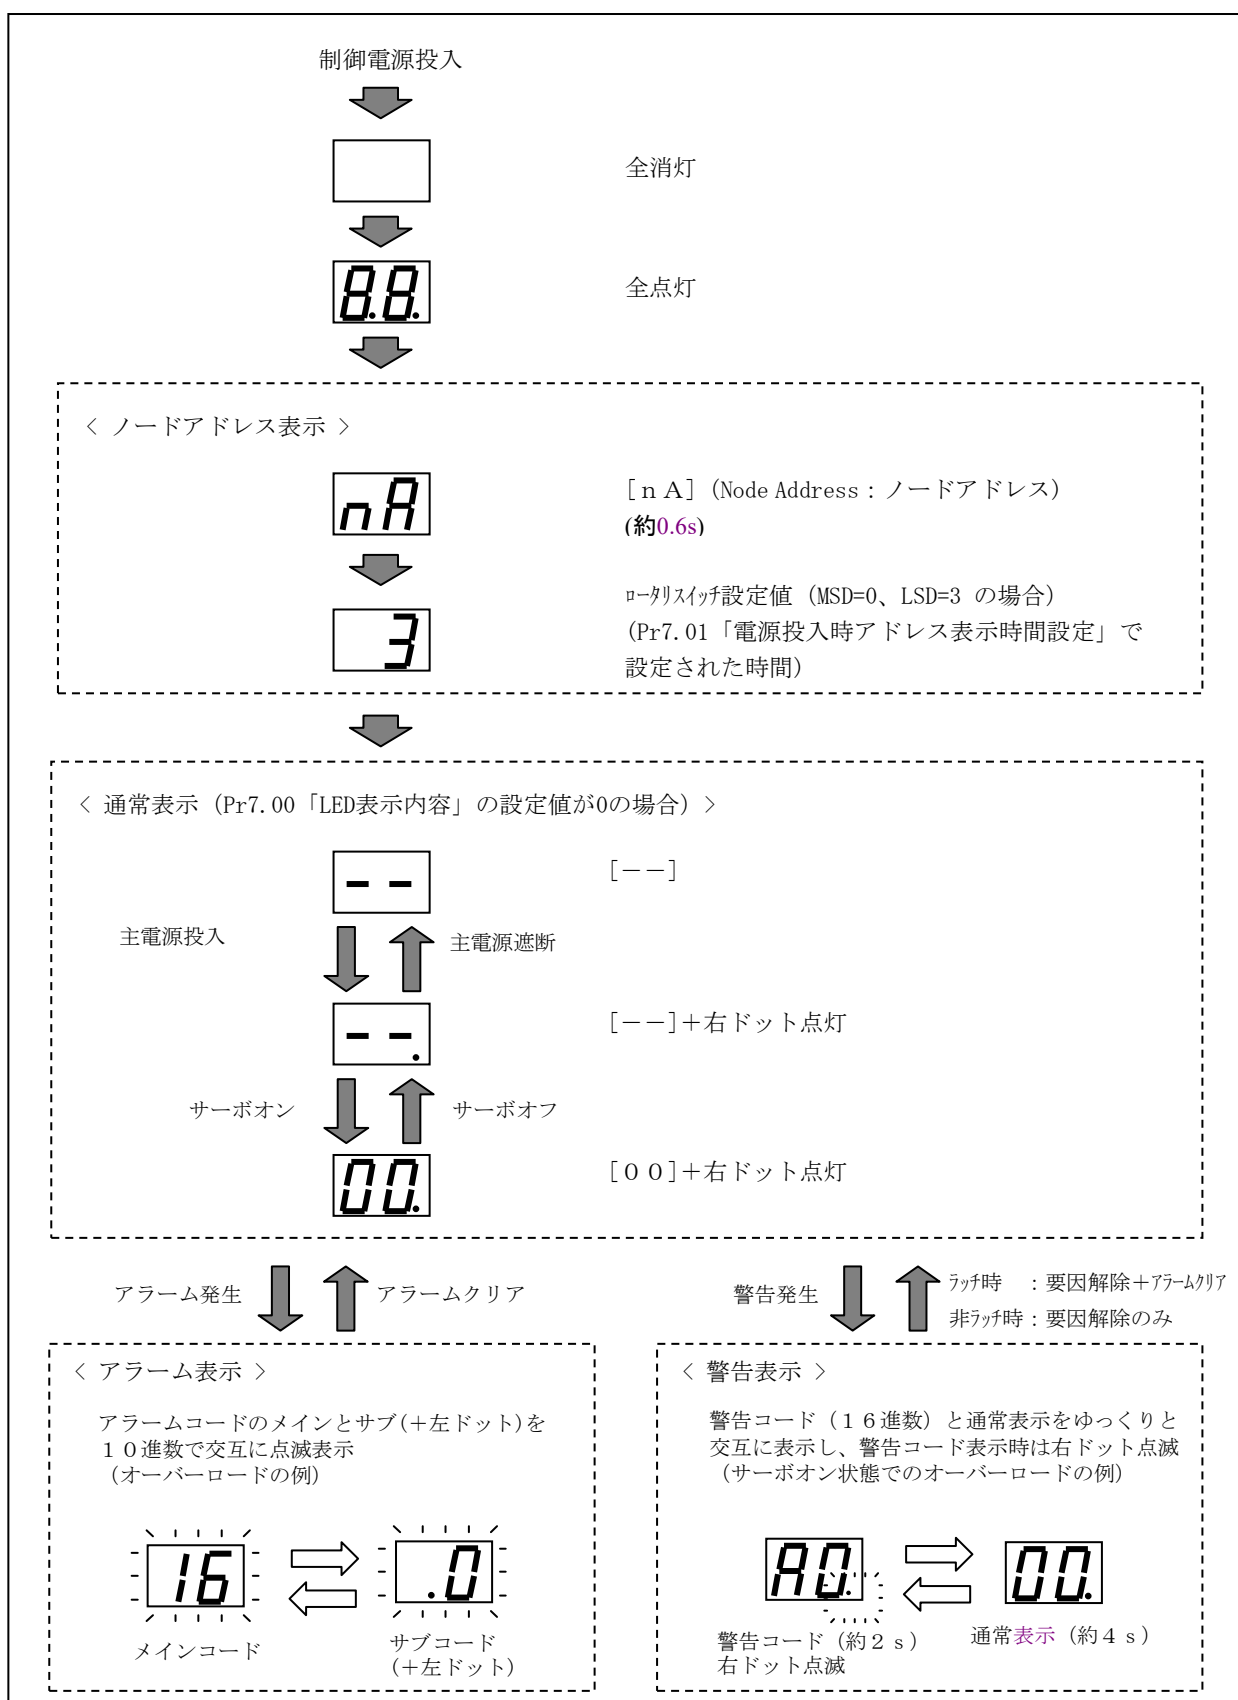 制御電源投入
全消灯
8.8.
全点灯
< ノードアドレス表示 >
nA
[ｎＡ] (Node Address：ノードアドレス)
(約0.6s)
3
ﾛｰﾀﾘｽｲｯﾁ設定値 (MSD=0、LSD=3 の場合)
(Pr7.01「電源投入時アドレス表示時間設定」で
設定された時間)
< 通常表示 (Pr7.00「LED表示内容」の設定値が0の場合) >
--
[－－]
主電源投入
主電源遮断
--.
[－－]＋右ドット点灯
サーボオン
サーボオフ
00.
[００]＋右ドット点灯
アラーム発生
アラームクリア
警告発生
ﾗｯﾁ時　：要因解除＋ｱﾗｰﾑｸﾘｱ
非ﾗｯﾁ時：要因解除のみ
< アラーム表示 >
アラームコードのメインとサブ(＋左ドット)を
１０進数で交互に点滅表示
(オーバーロードの例)
16
.0
メインコード
サブコード
(＋左ドット)
< 警告表示 >
警告コード (１６進数) と通常表示をゆっくりと
交互に表示し、警告コード表示時は右ドット点滅
(サーボオン状態でのオーバーロードの例)
A0.
00.
警告コード (約２ｓ)
右ドット点滅
通常表示 (約４ｓ)